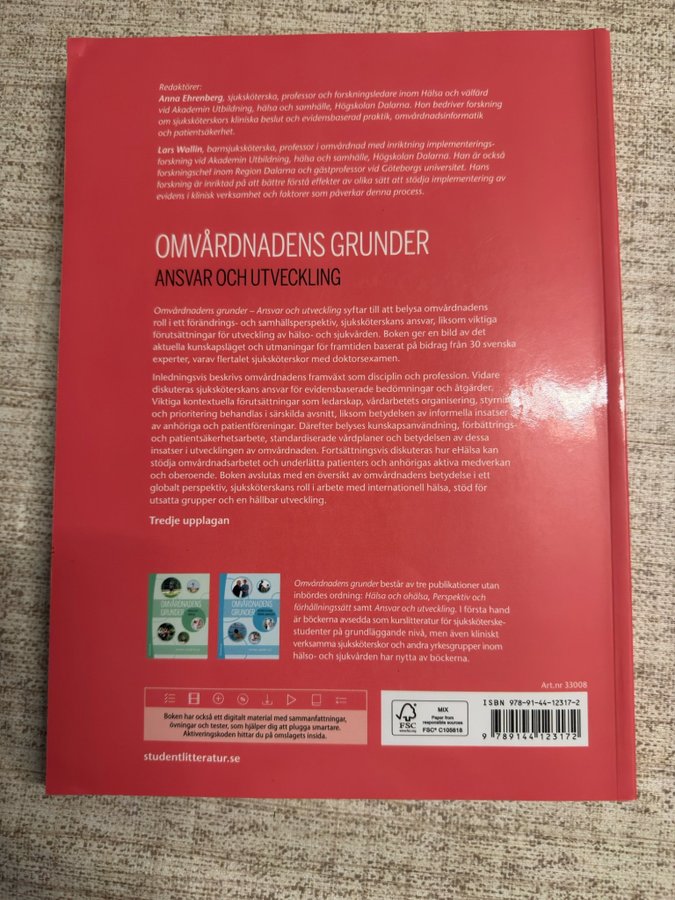 Redaktörer:
Anna Ehrenberg, sjuksköterska, professor och forskningsledare inom Hälsa och välfärd
vid Akademin Utbildning, hälsa och samhälle, Högskolan Dalarna. Hon bedriver forskning
om sjuksköterskors kliniska beslut och evidensbaserad praktik, omvårdnadsinformatik
och patientsäkerhet.
Lars Wallin, barnsjuksköterska, professor i omvårdnad med inriktning implementerings-
forskning vid Akademin Utbildning, hälsa och samhälle, Högskolan Dalarna. Han är också
forskningschef inom Region Dalarna och gästprofessor vid Göteborgs universitet. Hans
forskning är inriktad på att bättre förstå effekter av olika sätt att stödja implementering av
evidens i klinisk verksamhet och faktorer som påverkar denna process.
OMVÅRDNADENS GRUNDER
ANSVAR OCH UTVECKLING
Omvårdnadens grunder – Ansvar och utveckling syftar till att belysa omvårdnadens
roll i ett förändrings- och samhällsperspektiv, sjuksköterskans ansvar, liksom viktiga
förutsättningar för utveckling av hälso- och sjukvården. Boken ger en bild av det
aktuella kunskapsläget och utmaningar för framtiden baserat på bidrag från 30 svenska
experter, varav flertalet sjuksköterskor med doktorsexamen.
Inledningsvis beskrivs omvårdnadens framväxt som disciplin och profession. Vidare
diskuteras sjuksköterskans ansvar för evidensbaserade bedömningar och åtgärder.
Viktiga kontextuella förutsättningar som ledarskap, vårdarbetets organisering, styrning
och prioritering behandlas i särskilda avsnitt, liksom betydelsen av informella insatser
av anhöriga och patientföreningar. Därefter belyses kunskapsanvändning, förbättrings-
och patientsäkerhetsarbete, standardiserade vårdplaner och betydelsen av dessa
insatser i utvecklingen av omvårdnaden. Fortsättningsvis diskuteras hur eHälsa kan
stödja omvårdnadsarbetet och underlätta patienters och anhörigas aktiva medverkan
och oberoende. Boken avslutas med en översikt av omvårdnadens betydelse i ett
globalt perspektiv, sjuksköterskans roll i arbete med internationell hälsa, stöd för
utsatta grupper och en hållbar utveckling.
Tredje upplagan
OMVÅRDNADENS
GRUNDER
OMVÅRDNADENS
GRUNDER
Omvårdnadens grunder består av tre publikationer utan
inbördes ordning: Hälsa och ohälsa, Perspektiv och
förhållningssätt samt Ansvar och utveckling. I första hand
är böckerna avsedda som kurslitteratur för sjuksköterske-
studenter på grundläggande nivå, men även kliniskt
verksamma sjuksköterskor och andra yrkesgrupper inom
hälso- och sjukvården har nytta av böckerna.
Art.nr 33008
Boken har också ett digitalt material med sammanfattningar,
övningar och tester, som hjälper dig att plugga smartare.
Aktiveringskoden hittar du på omslagets insida.
studentlitteratur.se
FSC
www.fsc.org
MIX
Paper from
responsible sources
FSC® C105618
ISBN 978-91-44-12317-2
9 789144 123172